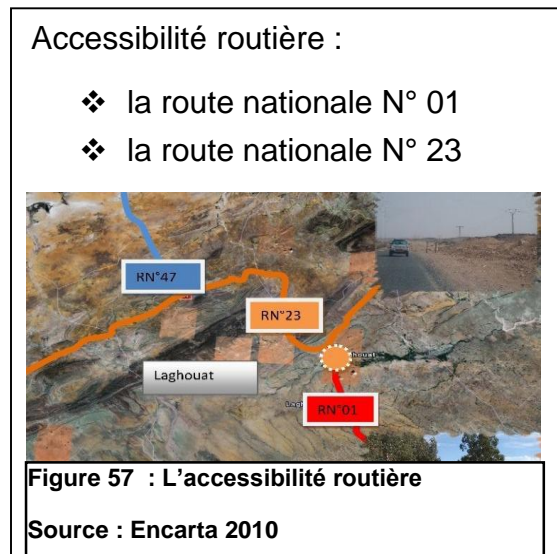 Accessibilité routière :
❖ la route nationale N° 01
❖ la route nationale N° 23
RN°47
RN°23
houat
Laghouat
RN°01
Figure 57 : L'accessibilité routière
Source : Encarta 2010